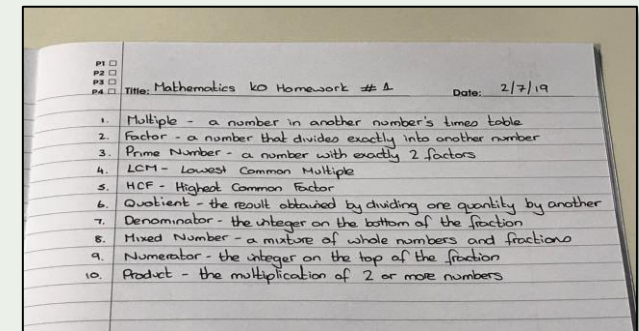 P1 □
P2 □
P3 □
P4 □ Title: Mathematics KO Homework # 1 Date: 2/7/19
1. Multiple - a number in another number's times table
2. Factor - a number that divides exactly into another number
3. Prime Number - a number with exactly 2 factors
4. LCM - Lowest Common Multiple
5. HCF - Highest Common Factor
6. Quotient - the result obtained by dividing one quantity by another
7. Denominator - the integer on the bottom of the fraction
8. Mixed Number - a mixture of whole numbers and fractions
9. Numerator - the integer on the top of the fraction
10. Product - the multiplication of 2 or more numbers